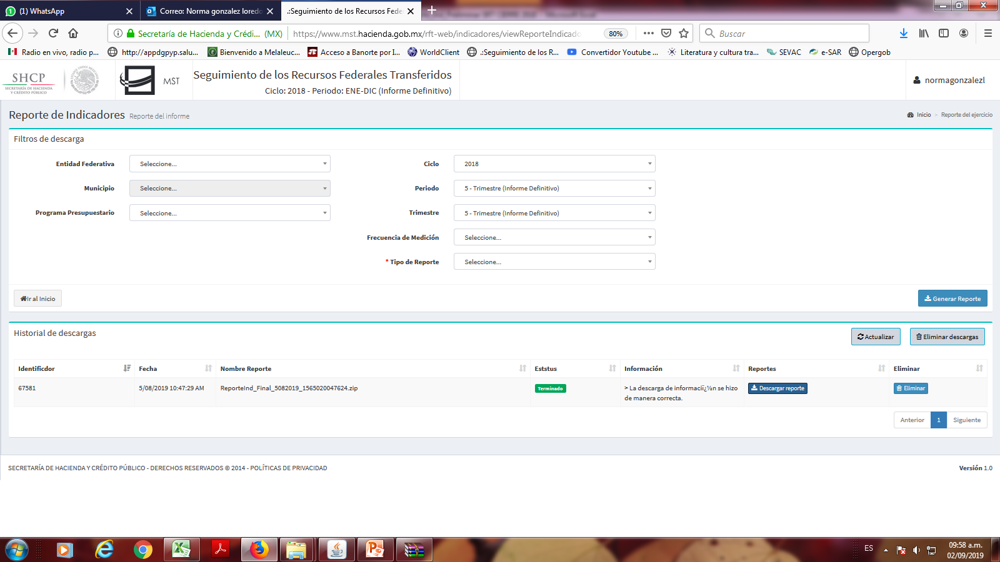 (1) WhatsApp
Correo: Norma gonzalez loredo
.:Seguimiento de los Recursos Fede
Microsoft Excel
Secretaría de Hacienda y Crédi... (MX)
https://www.mst.hacienda.gob.mx/rft-web/indicadores/viewReporteIndicado
80%
Buscar
Radio en vivo, radio p...
http://appdgpyp.salu...
Bienvenido a Melaleuc...
Acceso a Banorte por I...
WorldClient
.:Seguimiento de los R...
Convertidor Youtube ...
Literatura y cultura tra...
SEVAC
e-SAR
Opergob
SHCP
SECRETARÍA DE HACIENDA
Y CRÉDITO PÚBLICO
MST
Seguimiento de los Recursos Federales Transferidos
Ciclo: 2018 - Periodo: ENE-DIC (Informe Definitivo)
normagonzalezl
Reporte de Indicadores Reporte del informe
Inicio > Reporte del ejercicio
Filtros de descarga
Entidad Federativa Seleccione...
Ciclo 2018
Municipio Seleccione...
Periodo 5 - Trimestre (Informe Definitivo)
Programa Presupuestario Seleccione...
Trimestre 5 - Trimestre (Informe Definitivo)
Frecuencia de Medición Seleccione...
* Tipo de Reporte Seleccione...
Ir al Inicio
Generar Reporte
Historial de descargas
Actualizar
Eliminar descargas
Identificdor Fecha Nombre Reporte Eststus Información Reportes Eliminar
67581 5/08/2019 10:47:29 AM ReporteInd_Final_5082019_1565020047624.zip Terminado > La descarga de informaciï¿½n se hizo Descargar reporte Eliminar
de manera correcta.
Anterior 1 Siguiente
SECRETARÍA DE HACIENDA Y CRÉDITO PÚBLICO - DERECHOS RESERVADOS © 2014 - POLÍTICAS DE PRIVACIDAD
Versión 1.0
ES
09:58 a.m.
02/09/2019